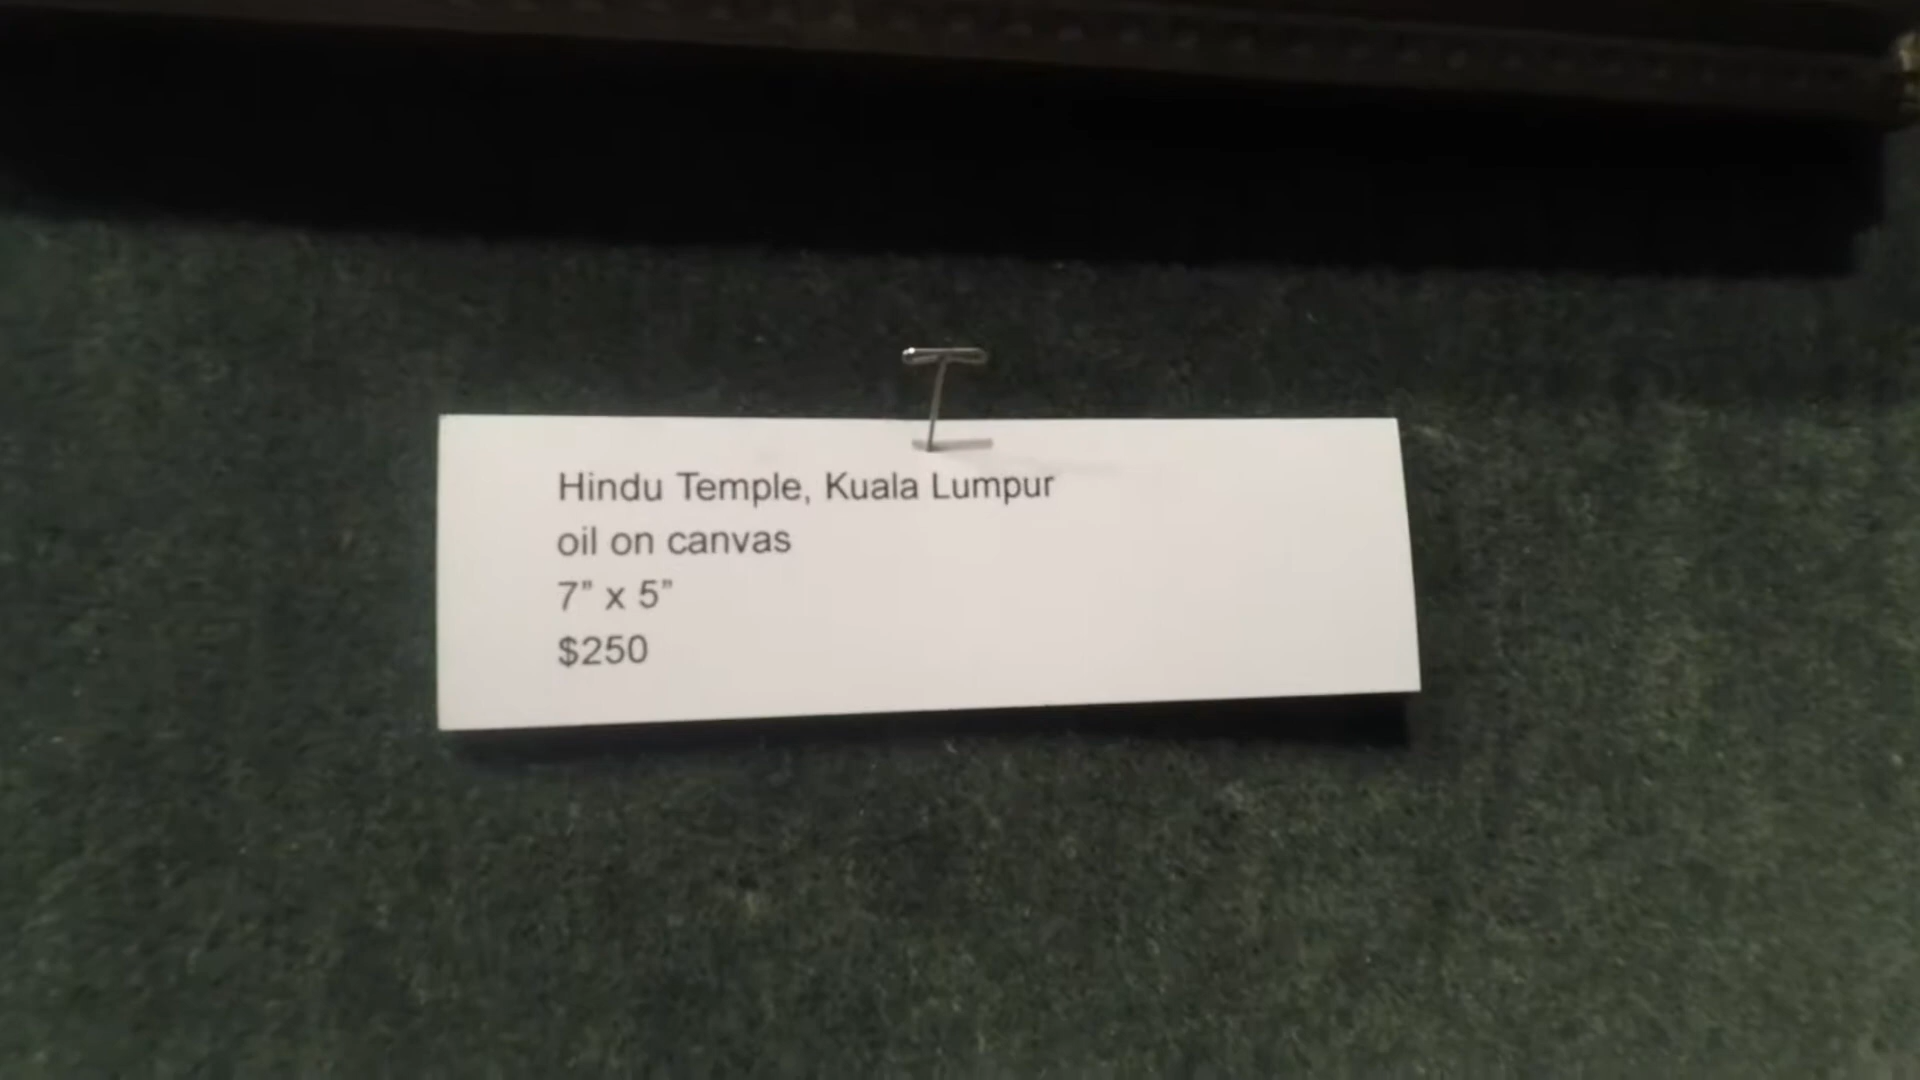 Hindu Temple, Kuala Lumpur
oil on canvas
7” x 5”
$250